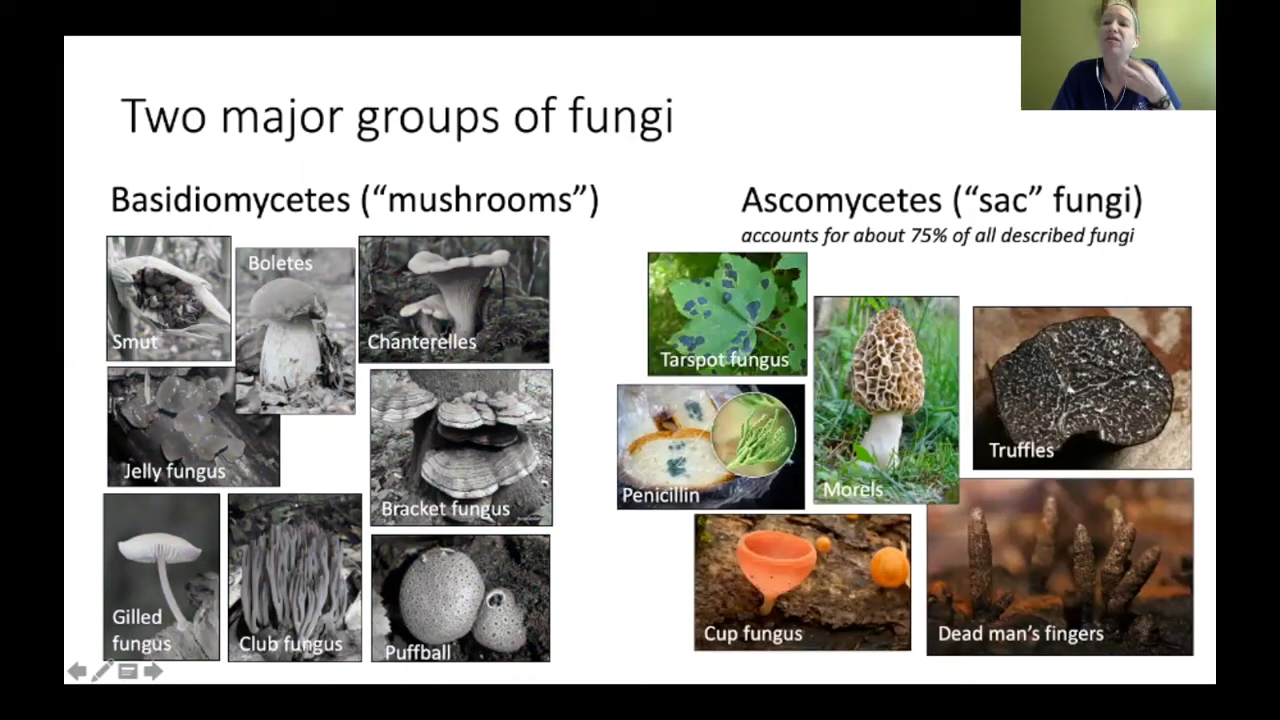 Two major groups of fungi
Basidiomycetes (“mushrooms”)
Smut
Boletes
Chanterelles
Jelly fungus
Bracket fungus
Gilled
fungus
Club fungus
Puffball
Ascomycetes (“sac” fungi)
accounts for about 75% of all described fungi
Tarspot fungus
Penicillin
Morels
Truffles
Cup fungus
Dead man’s fingers